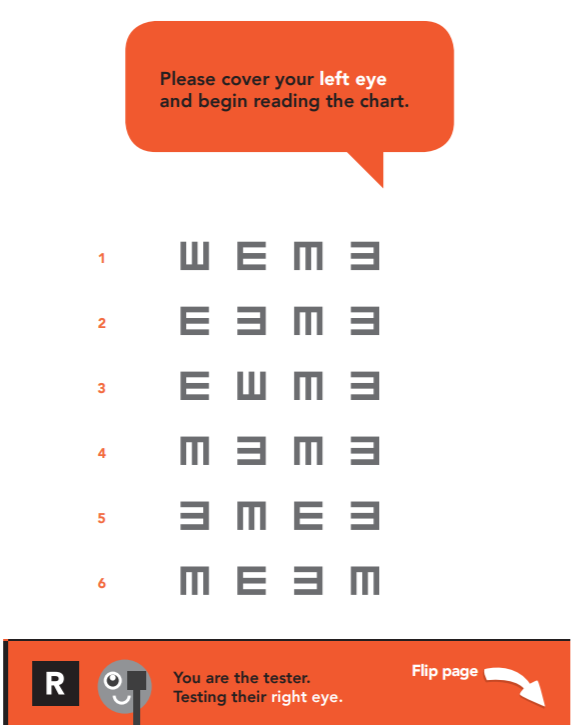 Please cover your left eye
and begin reading the chart.
1 Ш E M Ǝ
2 E Ǝ M Ǝ
3 E Ш M Ǝ
4 M Ǝ M Ǝ
5 Ǝ M E Ǝ
6 M E Ǝ M
R
You are the tester.
Testing their right eye.
Flip page